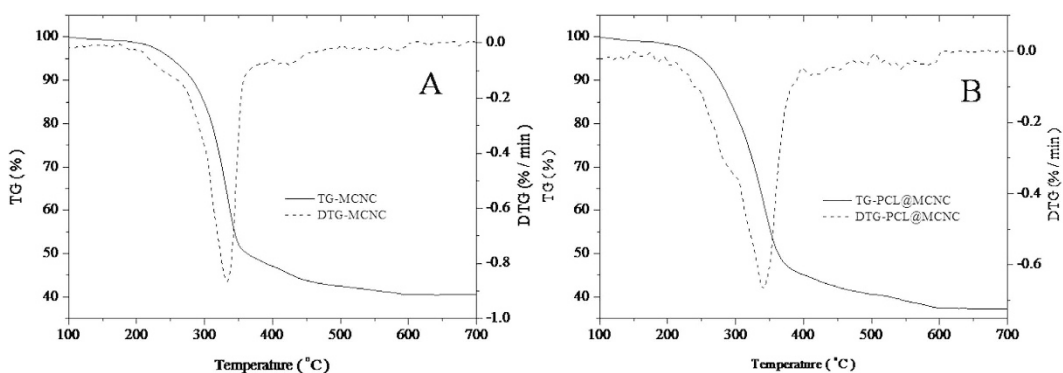 100
90
80
70
60
50
40
TG (%)
100 200 300 400 500 600 700
Temperature (°C)
0.0
-0.2
-0.4
-0.6
-0.8
-1.0
DTG (% / min)
A
TG-MCNC
DTG-MCNC
100
90
80
70
60
50
40
TG (%)
100 200 300 400 500 600 700
Temperature (°C)
0.0
-0.2
-0.4
-0.6
DTG (% / min)
B
TG-PCL@MCNC
DTG-PCL@MCNC